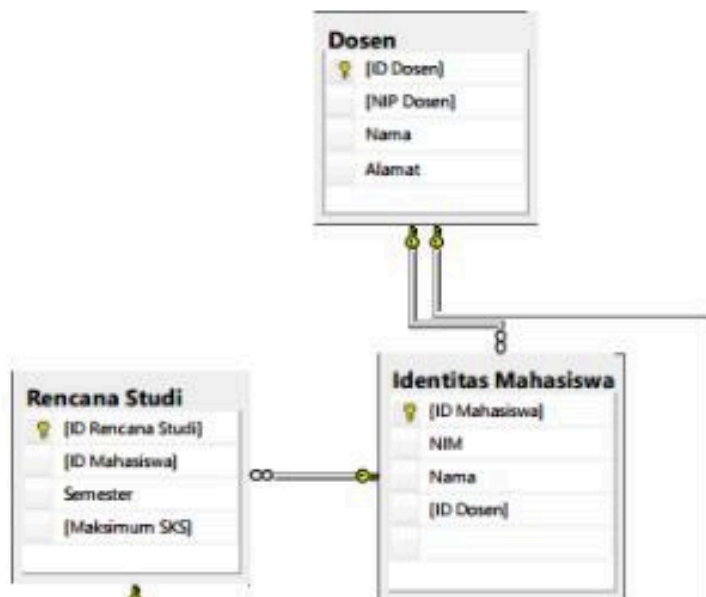 Dosen
[ID Dosen]
[NIP Dosen]
Nama
Alamat
Rencana Studi
[ID Rencana Studi]
[ID Mahasiswa]
Semester
[Maksimum SKS]
Identitas Mahasiswa
[ID Mahasiswa]
NIM
Nama
[ID Dosen]